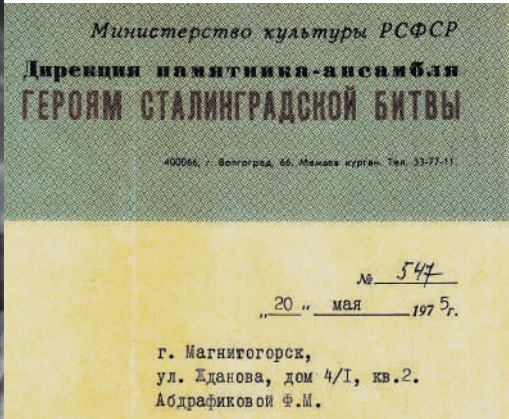 Министерство культуры РСФСР
Дирекция памятника-ансамбля
ГЕРОЯМ СТАЛИНГРАДСКОЙ БИТВЫ
400066, г. Волгоград, 66. Мамаев курган. Тел. 33-77-11
№ 547
„20" мая 1975г.
г. Магнитогорск,
ул. Жданова, дом 4/I, кв.2.
Абдрафиковой Ф.М.